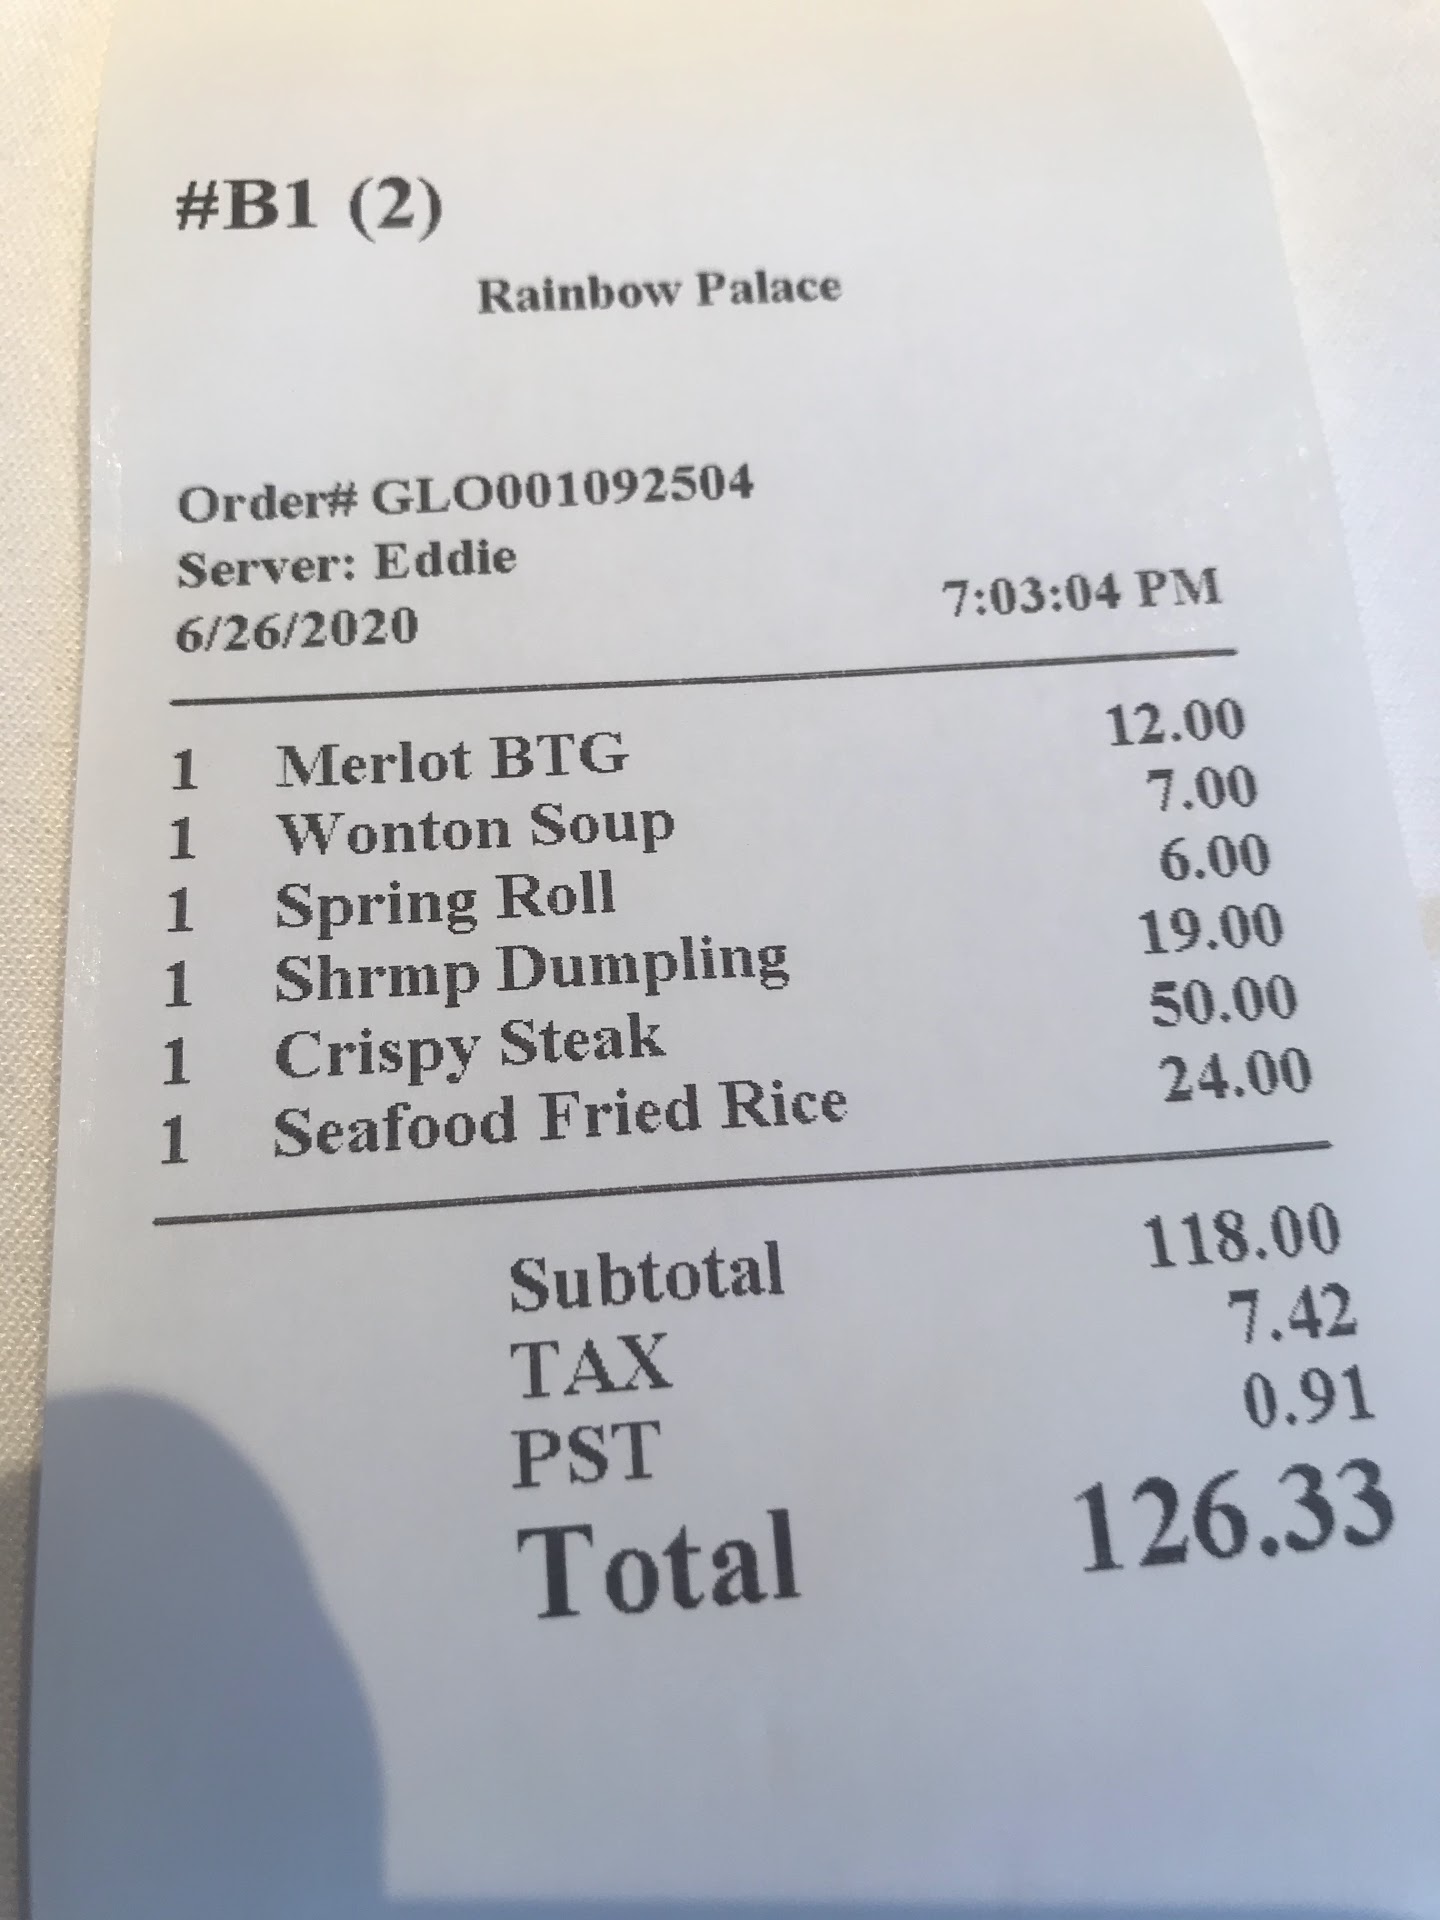 #B1 (2)
Rainbow Palace
Order# GLO001092504
Server: Eddie
6/26/2020 7:03:04 PM
1 Merlot BTG 12.00
1 Wonton Soup 7.00
1 Spring Roll 6.00
1 Shrmp Dumpling 19.00
1 Crispy Steak 50.00
1 Seafood Fried Rice 24.00
Subtotal 118.00
TAX 7.42
PST 0.91
Total 126.33